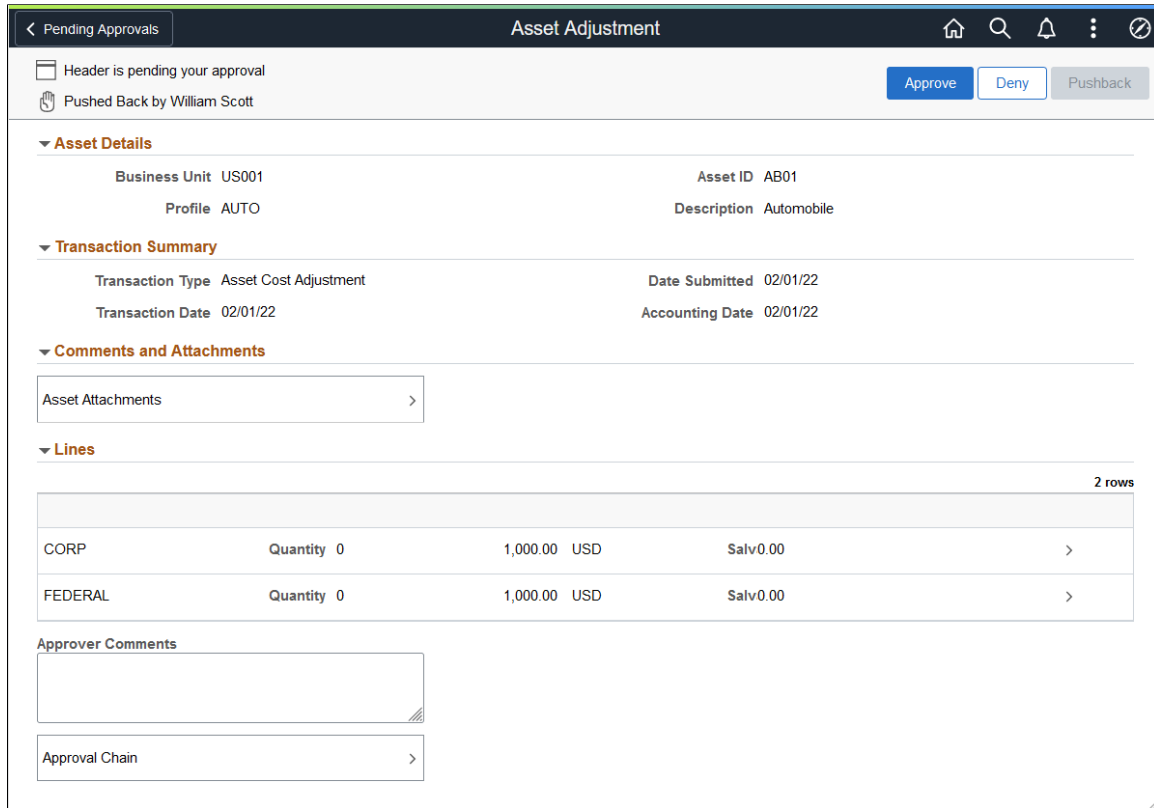 Pending Approvals Asset Adjustment
Header is pending your approval
Pushed Back by William Scott
Approve Deny Pushback
Asset Details
Business Unit US001 Asset ID AB01
Profile AUTO Description Automobile
Transaction Summary
Transaction Type Asset Cost Adjustment Date Submitted 02/01/22
Transaction Date 02/01/22 Accounting Date 02/01/22
Comments and Attachments
Asset Attachments
Lines
2 rows
CORP Quantity 0 1,000.00 USD Salv0.00
FEDERAL Quantity 0 1,000.00 USD Salv0.00
Approver Comments
Approval Chain